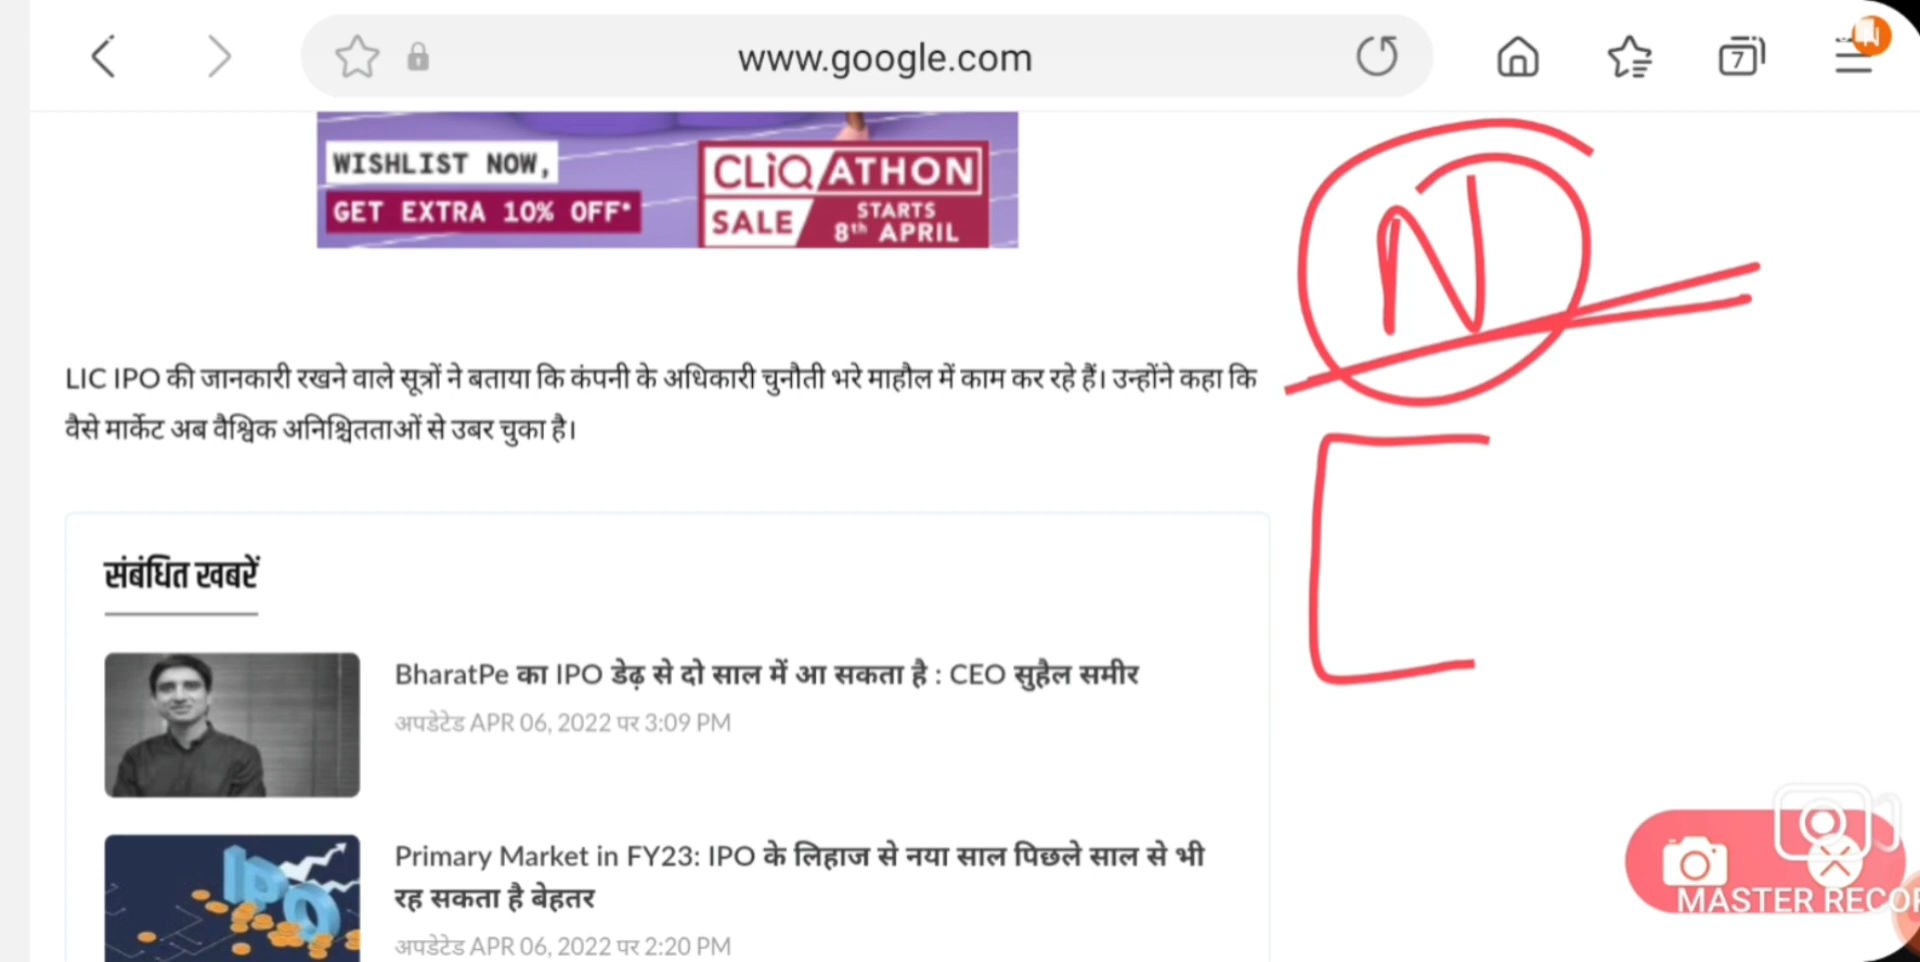 www.google.com
7
N
WISHLIST NOW,
GET EXTRA 10% OFF*
CLiQATHON
SALE
STARTS
8th APRIL
N
LIC IPO की जानकारी रखने वाले सूत्रों ने बताया कि कंपनी के अधिकारी चुनौती भरे माहौल में काम कर रहे हैं। उन्होंने कहा कि
वैसे मार्केट अब वैश्विक अनिश्चितताओं से उबर चुका है।
संबंधित खबरें
BharatPe का IPO डेढ़ से दो साल में आ सकता है : CEO सुहैल समीर
अपडेटेड APR 06, 2022 पर 3:09 PM
IPO
Primary Market in FY23: IPO के लिहाज से नया साल पिछले साल से भी
रह सकता है बेहतर
अपडेटेड APR 06, 2022 पर 2:20 PM
MASTER RECOR